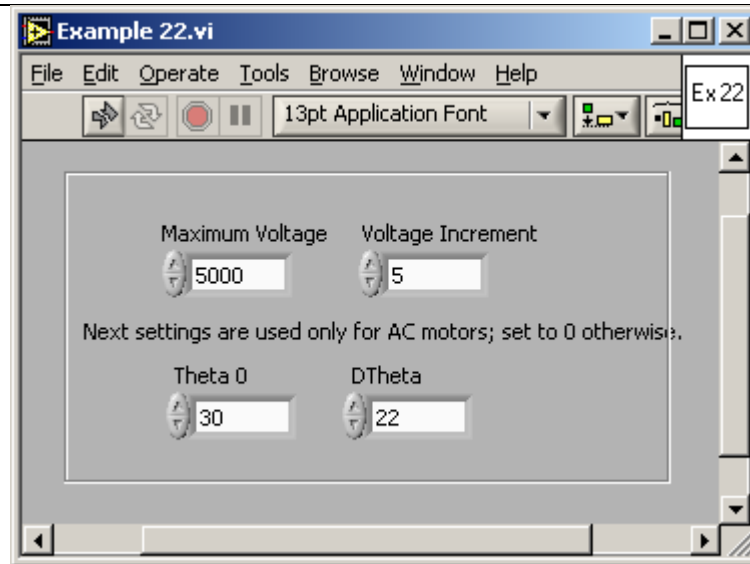 Example 22.vi
File Edit Operate Tools Browse Window Help
Ex 22
13pt Application Font
Maximum Voltage Voltage Increment
5000 5
Next settings are used only for AC motors; set to 0 otherwise.
Theta 0 DTheta
30 22